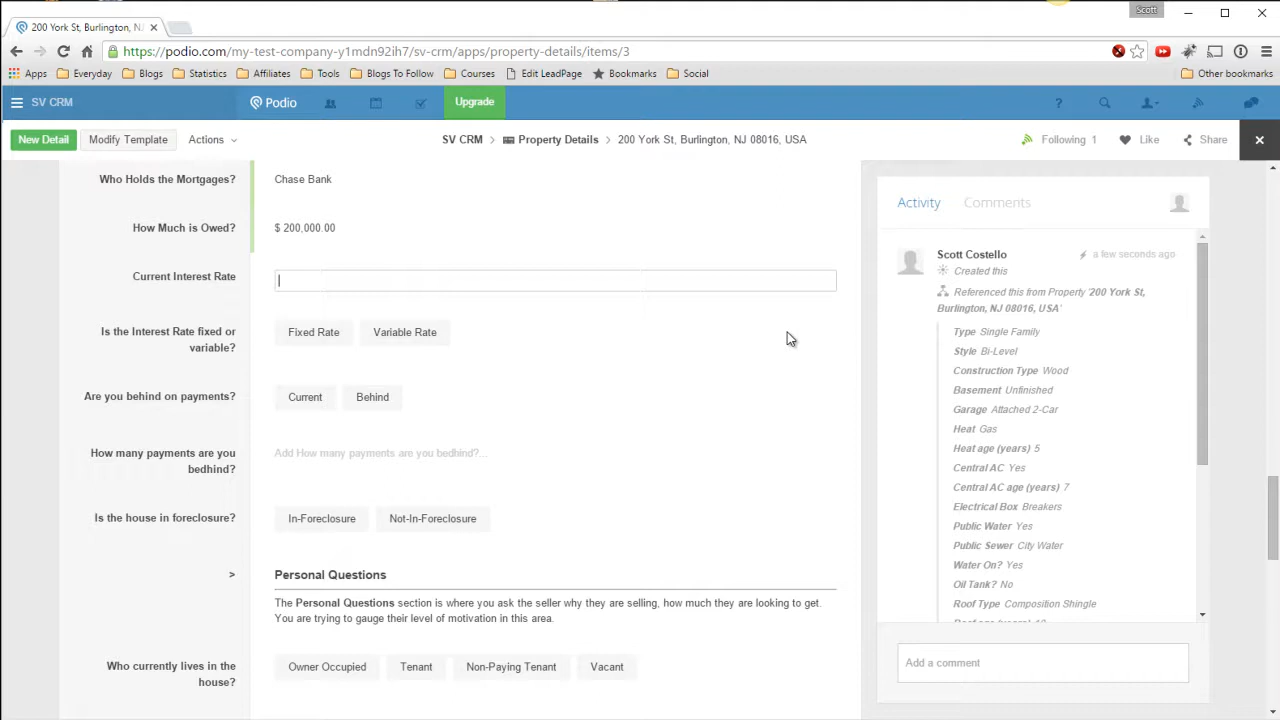 Scott
200 York St, Burlington, NJ
https://podio.com/my-test-company-y1mdn92ih7/sv-crm/apps/property-details/items/3
Apps Everyday Blogs Statistics Affiliates Tools Blogs To Follow Courses Edit LeadPage Bookmarks Social Other bookmarks
SV CRM Podio Upgrade ?
New Detail Modify Template Actions SV CRM > Property Details > 200 York St, Burlington, NJ 08016, USA Following 1 Like Share
Who Holds the Mortgages? Chase Bank
How Much is Owed? $ 200,000.00
Current Interest Rate
Is the Interest Rate fixed or
variable?
Fixed Rate Variable Rate
Are you behind on payments? Current Behind
How many payments are you
bedhind?
Add How many payments are you bedhind?...
Is the house in foreclosure? In-Foreclosure Not-In-Foreclosure
> Personal Questions
The Personal Questions section is where you ask the seller why they are selling, how much they are looking to get.
You are trying to gauge their level of motivation in this area.
Who currently lives in the
house?
Owner Occupied Tenant Non-Paying Tenant Vacant
Activity Comments
Scott Costello a few seconds ago
Created this
Referenced this from Property '200 York St,
Burlington, NJ 08016, USA'
Type Single Family
Style Bi-Level
Construction Type Wood
Basement Unfinished
Garage Attached 2-Car
Heat Gas
Heat age (years) 5
Central AC Yes
Central AC age (years) 7
Electrical Box Breakers
Public Water Yes
Public Sewer City Water
Water On? Yes
Oil Tank? No
Roof Type Composition Shingle
Add a comment